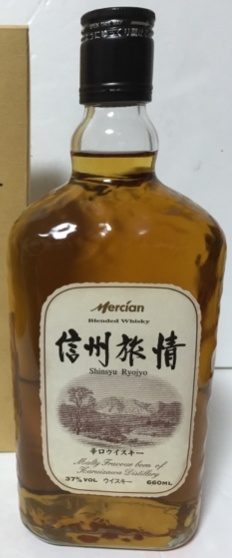 Mercian
Blended Whisky
信州旅情
Shinsyu Ryojyo
辛口ウイスキー
Malty Flavour born of
Karuizawa Distillery
37%VOL ウイスキー 660ML